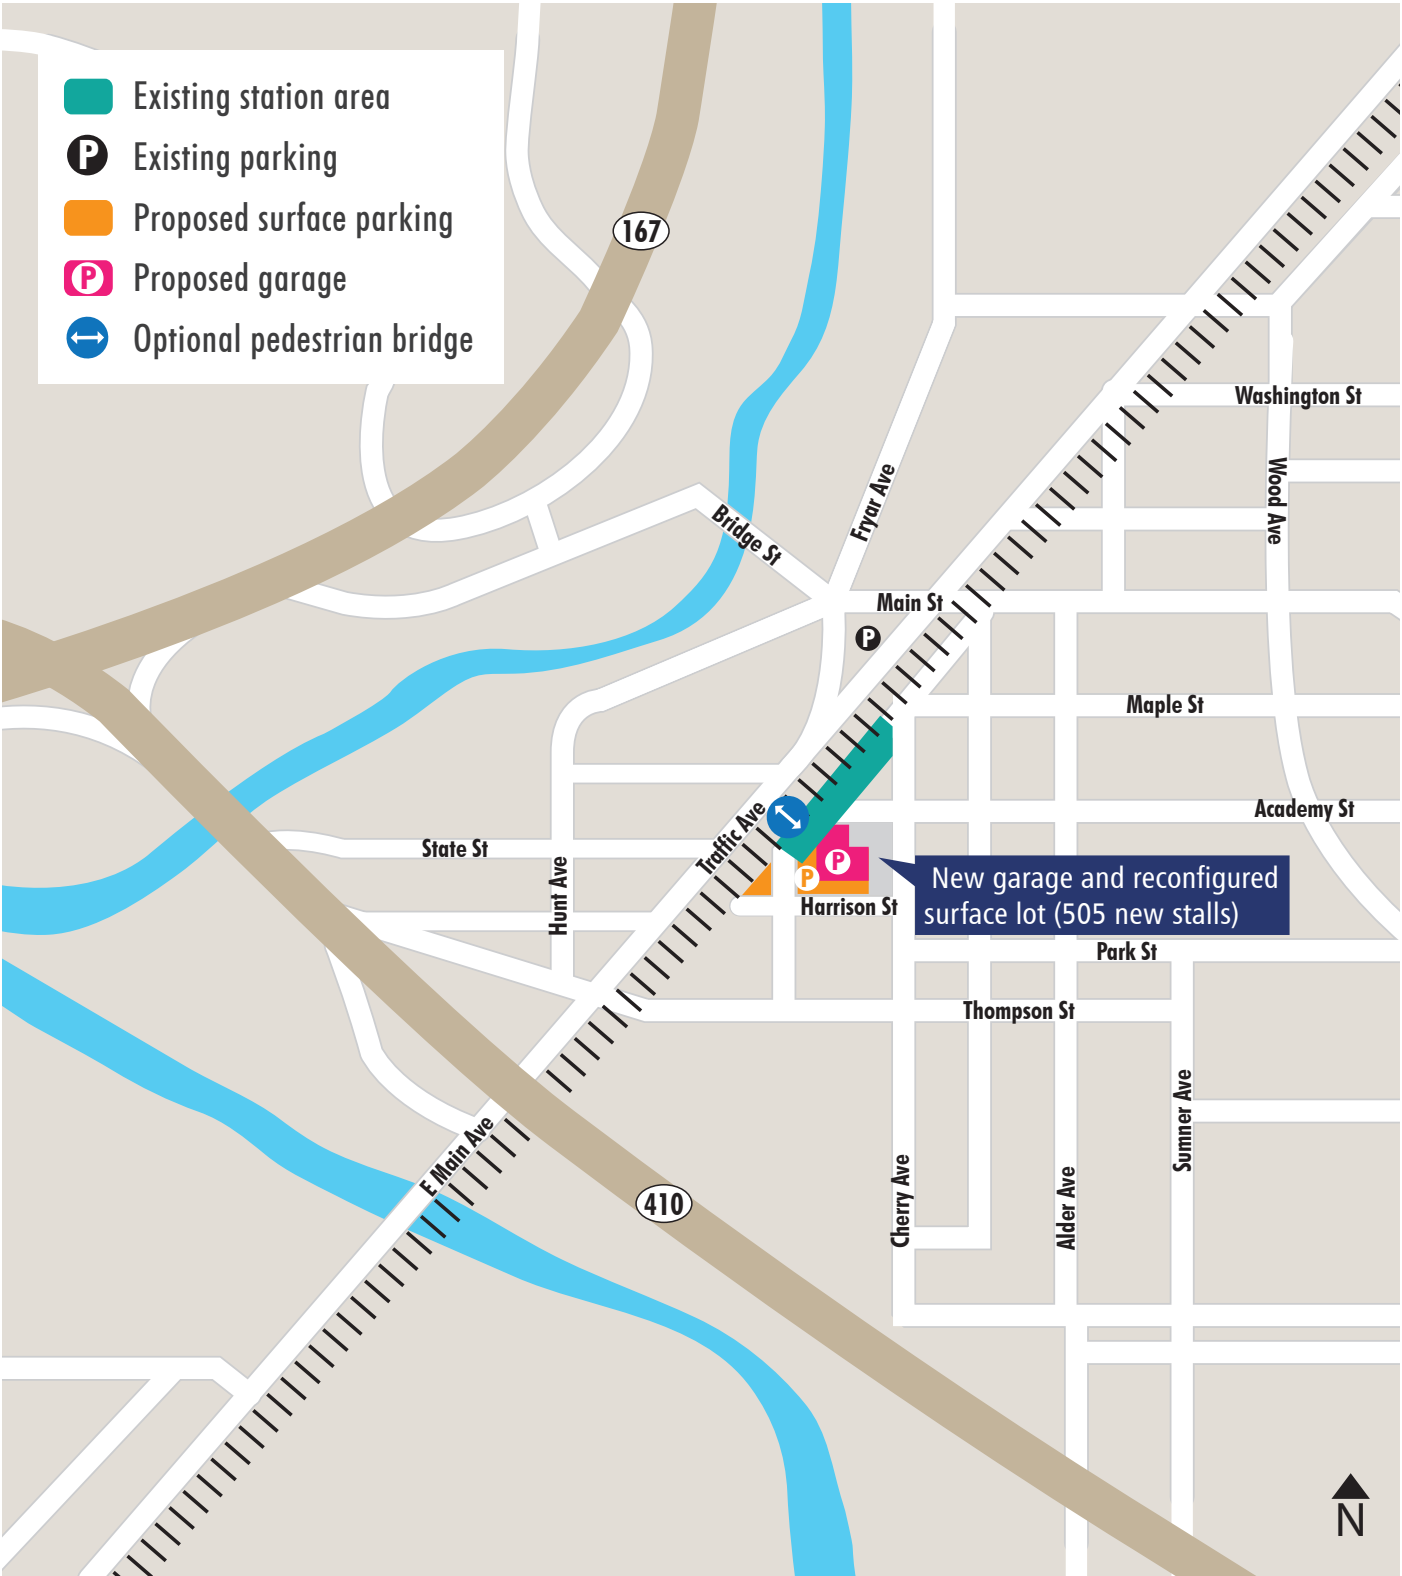 Existing station area
P
Existing parking
Proposed surface parking
P
Proposed garage
Optional pedestrian bridge
167
Washington St
Fryar Ave
Wood Ave
Bridge St
Main St
P
Maple St
Traffic Ave
Academy St
State St
Hunt Ave
P
P
New garage and reconfigured
surface lot (505 new stalls)
Harrison St
Park St
Thompson St
E Main Ave
Sumner Ave
Cherry Ave
Alder Ave
410
N